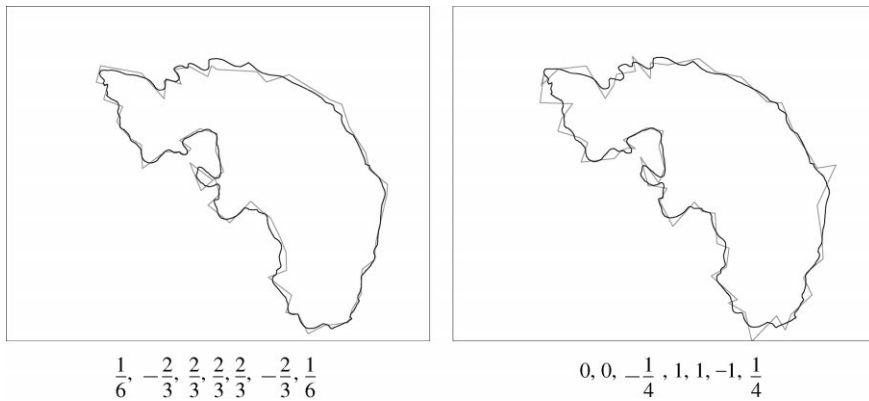 1/6, −2/3, 2/3, 2/3, 2/3, −2/3, 1/6
0, 0, −1/4, 1, 1, −1, 1/4